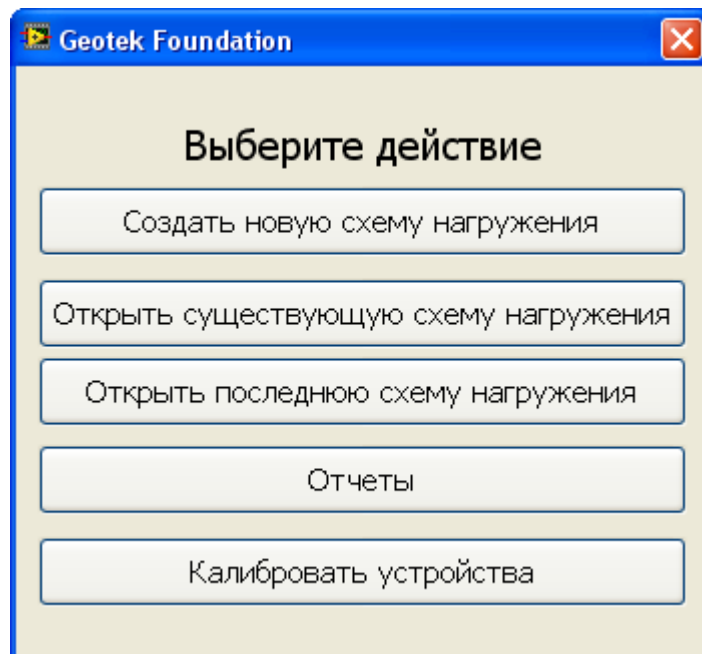 Geotek Foundation
Выберите действие
Создать новую схему нагружения
Открыть существующую схему нагружения
Открыть последнюю схему нагружения
Отчеты
Калибровать устройства